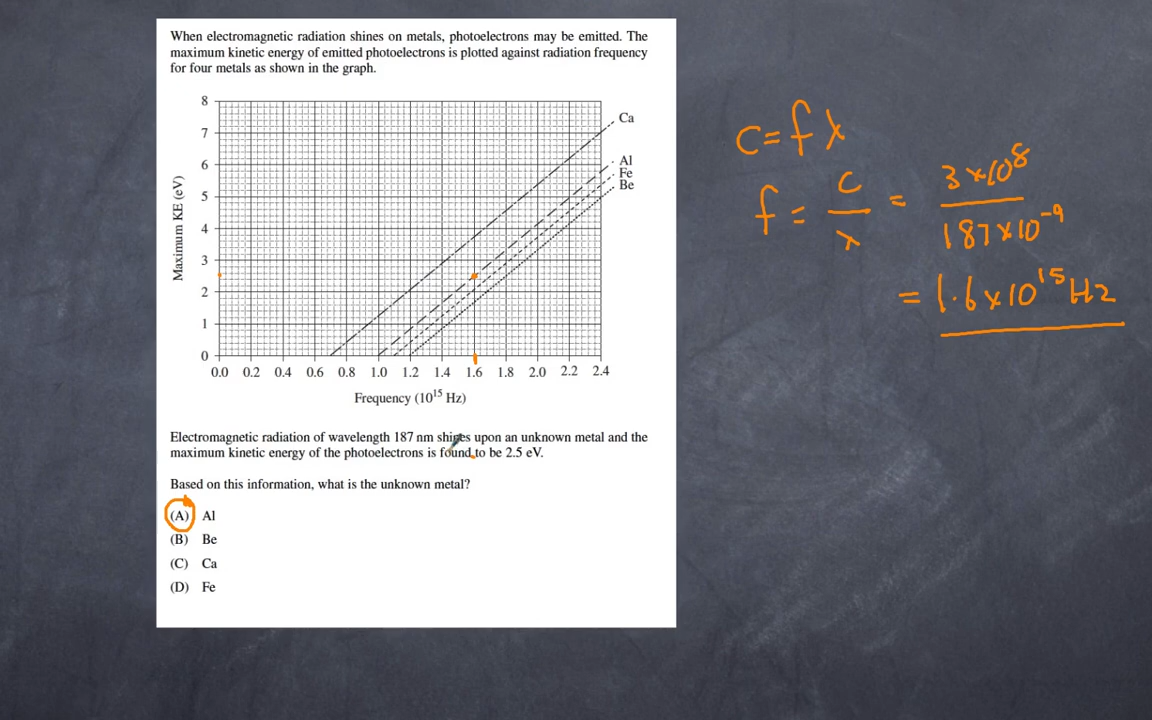 When electromagnetic radiation shines on metals, photoelectrons may be emitted. The
maximum kinetic energy of emitted photoelectrons is plotted against radiation frequency
for four metals as shown in the graph.
8
7
6
5
4
3
2
1
0
Maximum KE (eV)
Ca
Al
Fe
Be
0.0 0.2 0.4 0.6 0.8 1.0 1.2 1.4 1.6 1.8 2.0 2.2 2.4
Frequency (10¹⁵ Hz)
Electromagnetic radiation of wavelength 187 nm shines upon an unknown metal and the
maximum kinetic energy of the photoelectrons is found to be 2.5 eV.
Based on this information, what is the unknown metal?
(A) Al
(B) Be
(C) Ca
(D) Fe
c = fλ
f = c/λ = 3×10⁸/187×10⁻⁹
= 1.6×10¹⁵ Hz